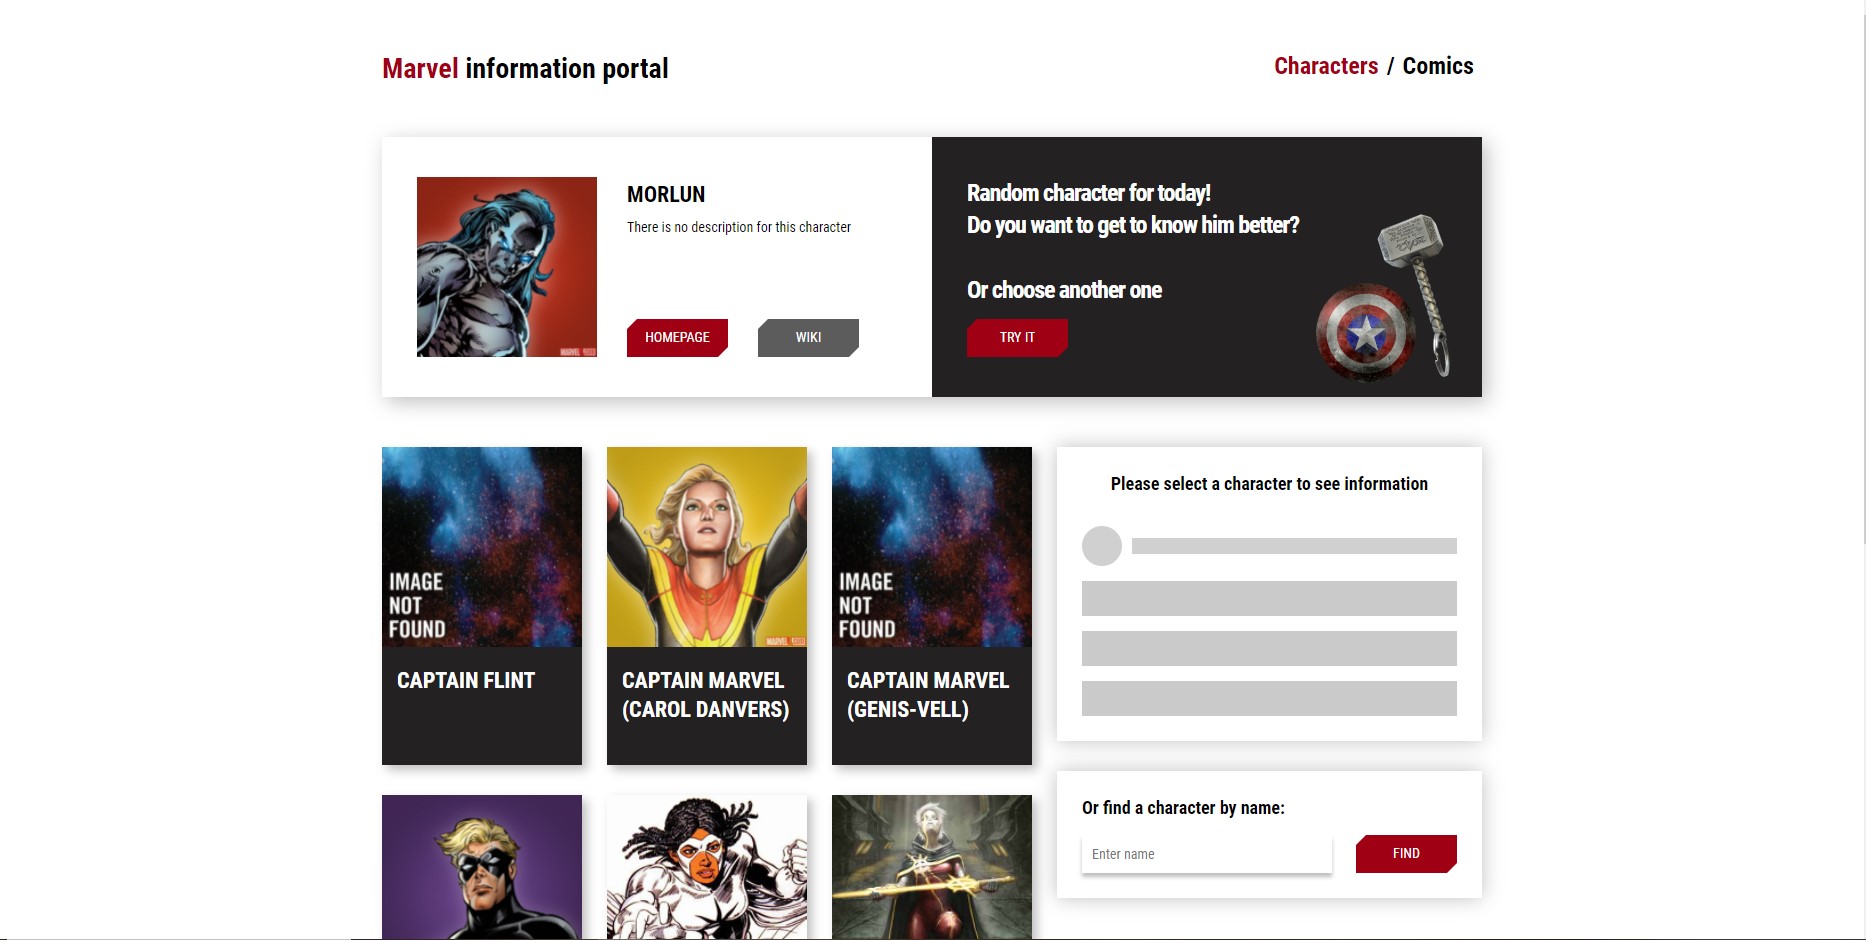 Marvel information portal
Characters / Comics
MORLUN
There is no description for this character
HOMEPAGE
WIKI
Random character for today!
Do you want to get to know him better?
Or choose another one
TRY IT
IMAGE
NOT
FOUND
CAPTAIN FLINT
CAPTAIN MARVEL
(CAROL DANVERS)
IMAGE
NOT
FOUND
CAPTAIN MARVEL
(GENIS-VELL)
Please select a character to see information
Or find a character by name:
Enter name
FIND